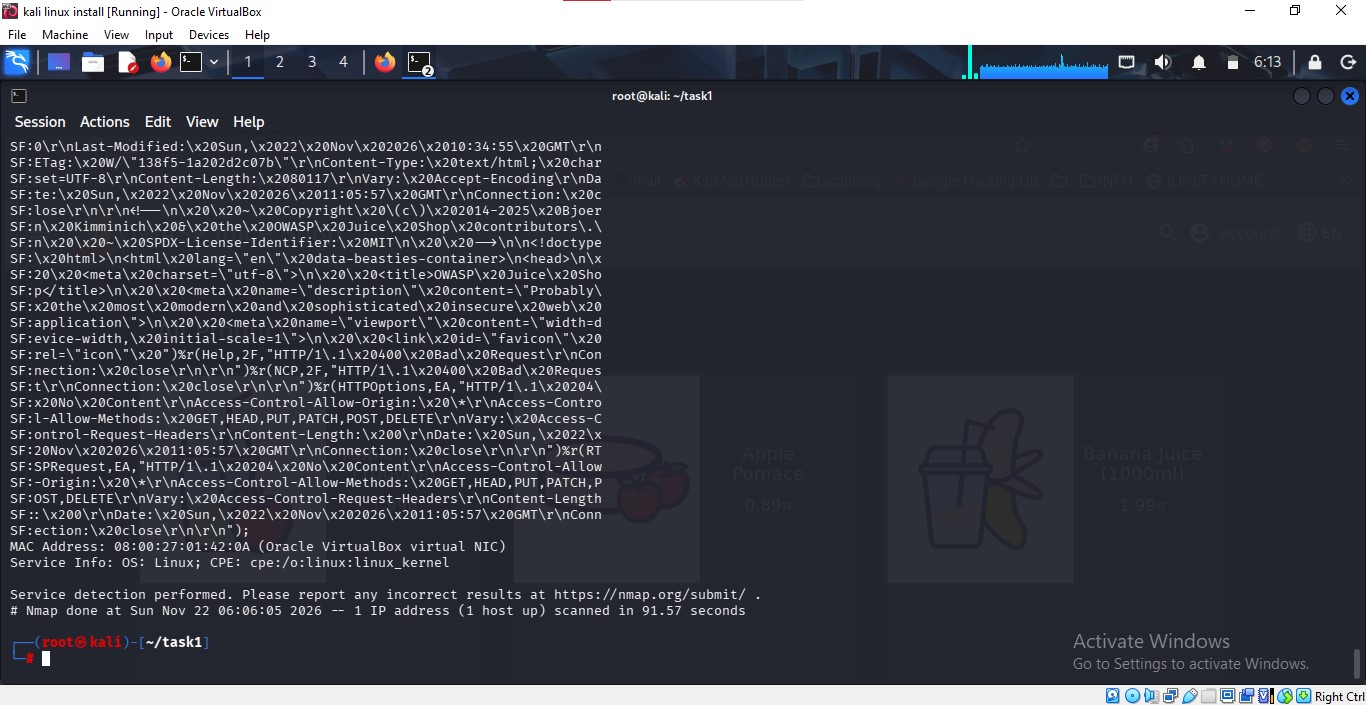 kali linux install [Running] - Oracle VirtualBox
File Machine View Input Devices Help
1 2 3 4 2 6:13
root@kali: ~/task1
Session Actions Edit View Help
SF:0\r\nLast-Modified:\x20Sun,\x2022\x20Nov\x202026\x2010:34:55\x20GMT\r\n
SF:ETag:\x20W/\"138f5-1a202d2c07b\"\r\nContent-Type:\x20text/html;\x20char
SF:set=UTF-8\r\nContent-Length:\x2080117\r\nVary:\x20Accept-Encoding\r\nDa
SF:te:\x20Sun,\x2022\x20Nov\x202026\x2011:05:57\x20GMT\r\nConnection:\x20c
SF:lose\r\n\r\n<!--\n\x20\x20~\x20Copyright\x20\(c\)\x202014-2025\x20Bjoer
SF:n\x20Kimminich\x20&\x20the\x20OWASP\x20Juice\x20Shop\x20contributors\.\
SF:n\x20\x20~\x20SPDX-License-Identifier:\x20MIT\n\x20\x20-->\n\n<!doctype
SF:\x20html>\n<html\x20lang=\"en\"\x20data-beasties-container>\n<head>\n\x
SF:20\x20<meta\x20charset=\"utf-8\">\n\x20\x20<title>OWASP\x20Juice\x20Sho
SF:p</title>\n\x20\x20<meta\x20name=\"description\"\x20content=\"Probably\
SF:x20the\x20most\x20modern\x20and\x20sophisticated\x20insecure\x20web\x20
SF:application\">\n\x20\x20<meta\x20name=\"viewport\"\x20content=\"width=d
SF:evice-width,\x20initial-scale=1\">\n\x20\x20<link\x20id=\"favicon\"\x20
SF:rel=\"icon\"\x20")%r(Help,2F,"HTTP/1\.1\x20400\x20Bad\x20Request\r\nCon
SF:nection:\x20close\r\n\r\n")%r(NCP,2F,"HTTP/1\.1\x20400\x20Bad\x20Reques
SF:t\r\nConnection:\x20close\r\n\r\n")%r(HTTPOptions,EA,"HTTP/1\.1\x20204\
SF:x20No\x20Content\r\nAccess-Control-Allow-Origin:\x20\*\r\nAccess-Contro
SF:l-Allow-Methods:\x20GET,HEAD,PUT,PATCH,POST,DELETE\r\nVary:\x20Access-C
SF:ontrol-Request-Headers\r\nContent-Length:\x200\r\nDate:\x20Sun,\x2022\x
SF:20Nov\x202026\x2011:05:57\x20GMT\r\nConnection:\x20close\r\n\r\n")%r(RT
SF:SPRequest,EA,"HTTP/1\.1\x20204\x20No\x20Content\r\nAccess-Control-Allow
SF:-Origin:\x20\*\r\nAccess-Control-Allow-Methods:\x20GET,HEAD,PUT,PATCH,P
SF:OST,DELETE\r\nVary:\x20Access-Control-Request-Headers\r\nContent-Length
SF::\x200\r\nDate:\x20Sun,\x2022\x20Nov\x202026\x2011:05:57\x20GMT\r\nConn
SF:ection:\x20close\r\n\r\n");
MAC Address: 08:00:27:01:42:0A (Oracle VirtualBox virtual NIC)
Service Info: OS: Linux; CPE: cpe:/o:linux:linux_kernel
Service detection performed. Please report any incorrect results at https://nmap.org/submit/ .
# Nmap done at Sun Nov 22 06:06:05 2026 -- 1 IP address (1 host up) scanned in 91.57 seconds
┌──(root㉿kali)-[~/task1]
└─#
mail Kali NetHunter scanning Google Hacking DB
Account EN
Apple
Pomace
0.89¤
Banana Juice
(1000ml)
1.99¤
Activate Windows
Go to Settings to activate Windows.
Right Ctrl